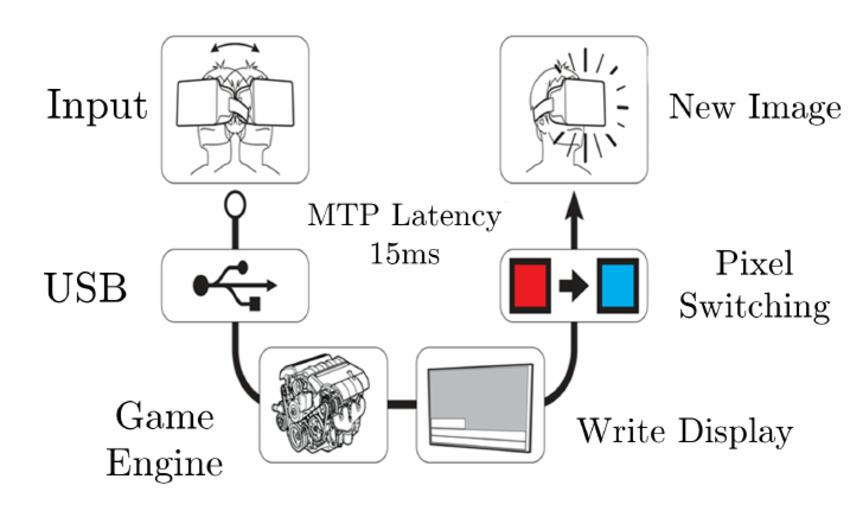 Input
New Image
MTP Latency
15ms
USB
Pixel
Switching
Game
Engine
Write Display